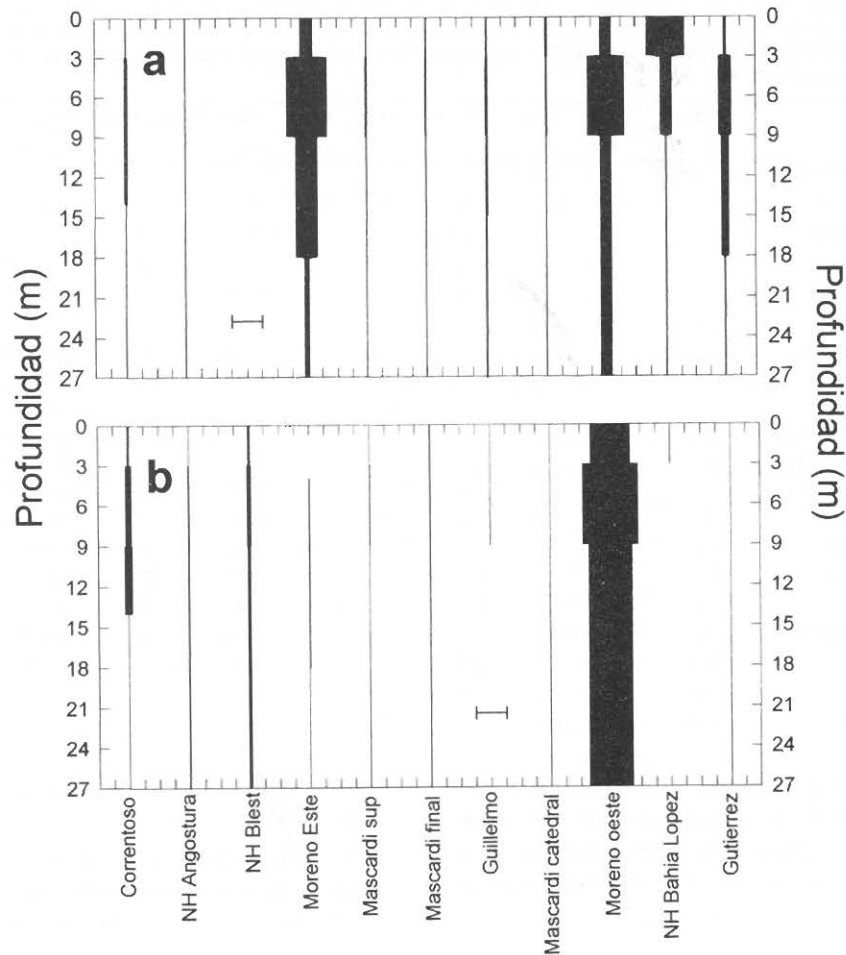 a
0
3
6
9
12
15
18
21
24
27
Profundidad (m)
0
3
6
9
12
15
18
21
24
27
b
0
3
6
9
12
15
18
21
24
27
Profundidad (m)
0
3
6
9
12
15
18
21
24
27
Correntoso
NH Angostura
NH Blest
Moreno Este
Mascardi sup
Mascardi final
Guillelmo
Mascardi catedral
Moreno oeste
NH Bahia Lopez
Gutierrez